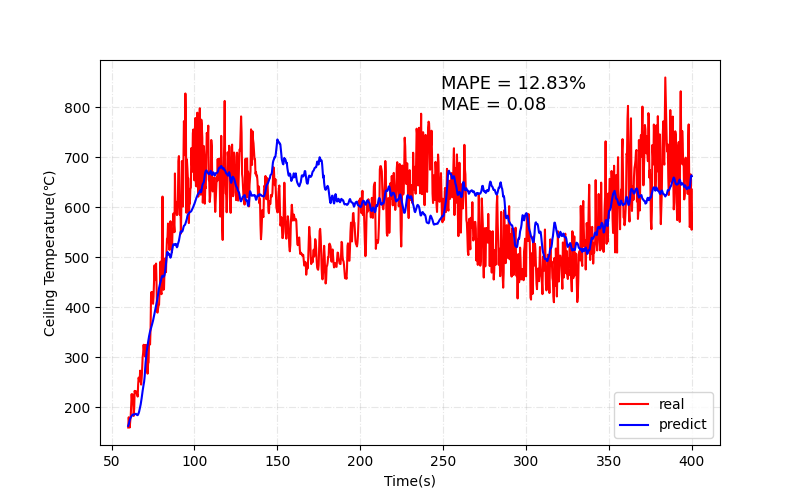 MAPE = 12.83%
MAE = 0.08
800
700
600
500
400
300
200
Ceiling Temperature(℃)
50 100 150 200 250 300 350 400
Time(s)
real
predict